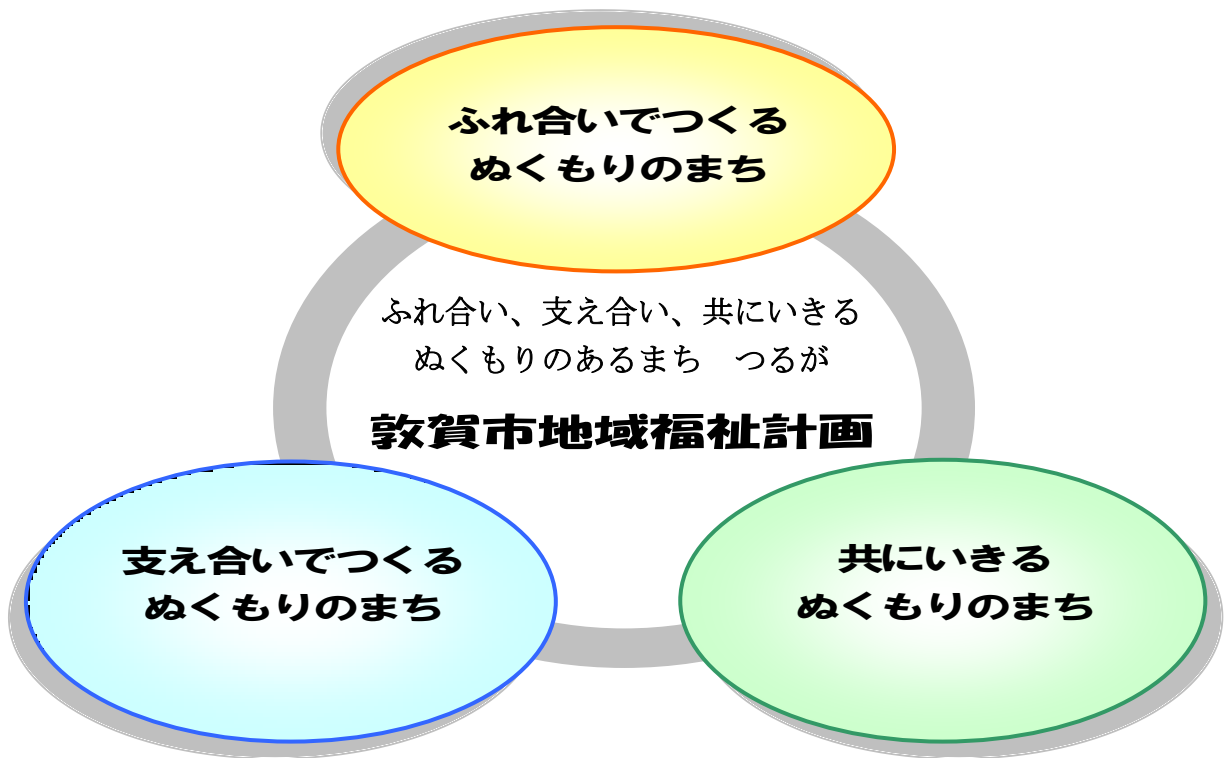 ふれ合いでつくる
ぬくもりのまち
ふれ合い、支え合い、共にいきる
ぬくもりのあるまち　つるが
敦賀市地域福祉計画
支え合いでつくる
ぬくもりのまち
共にいきる
ぬくもりのまち